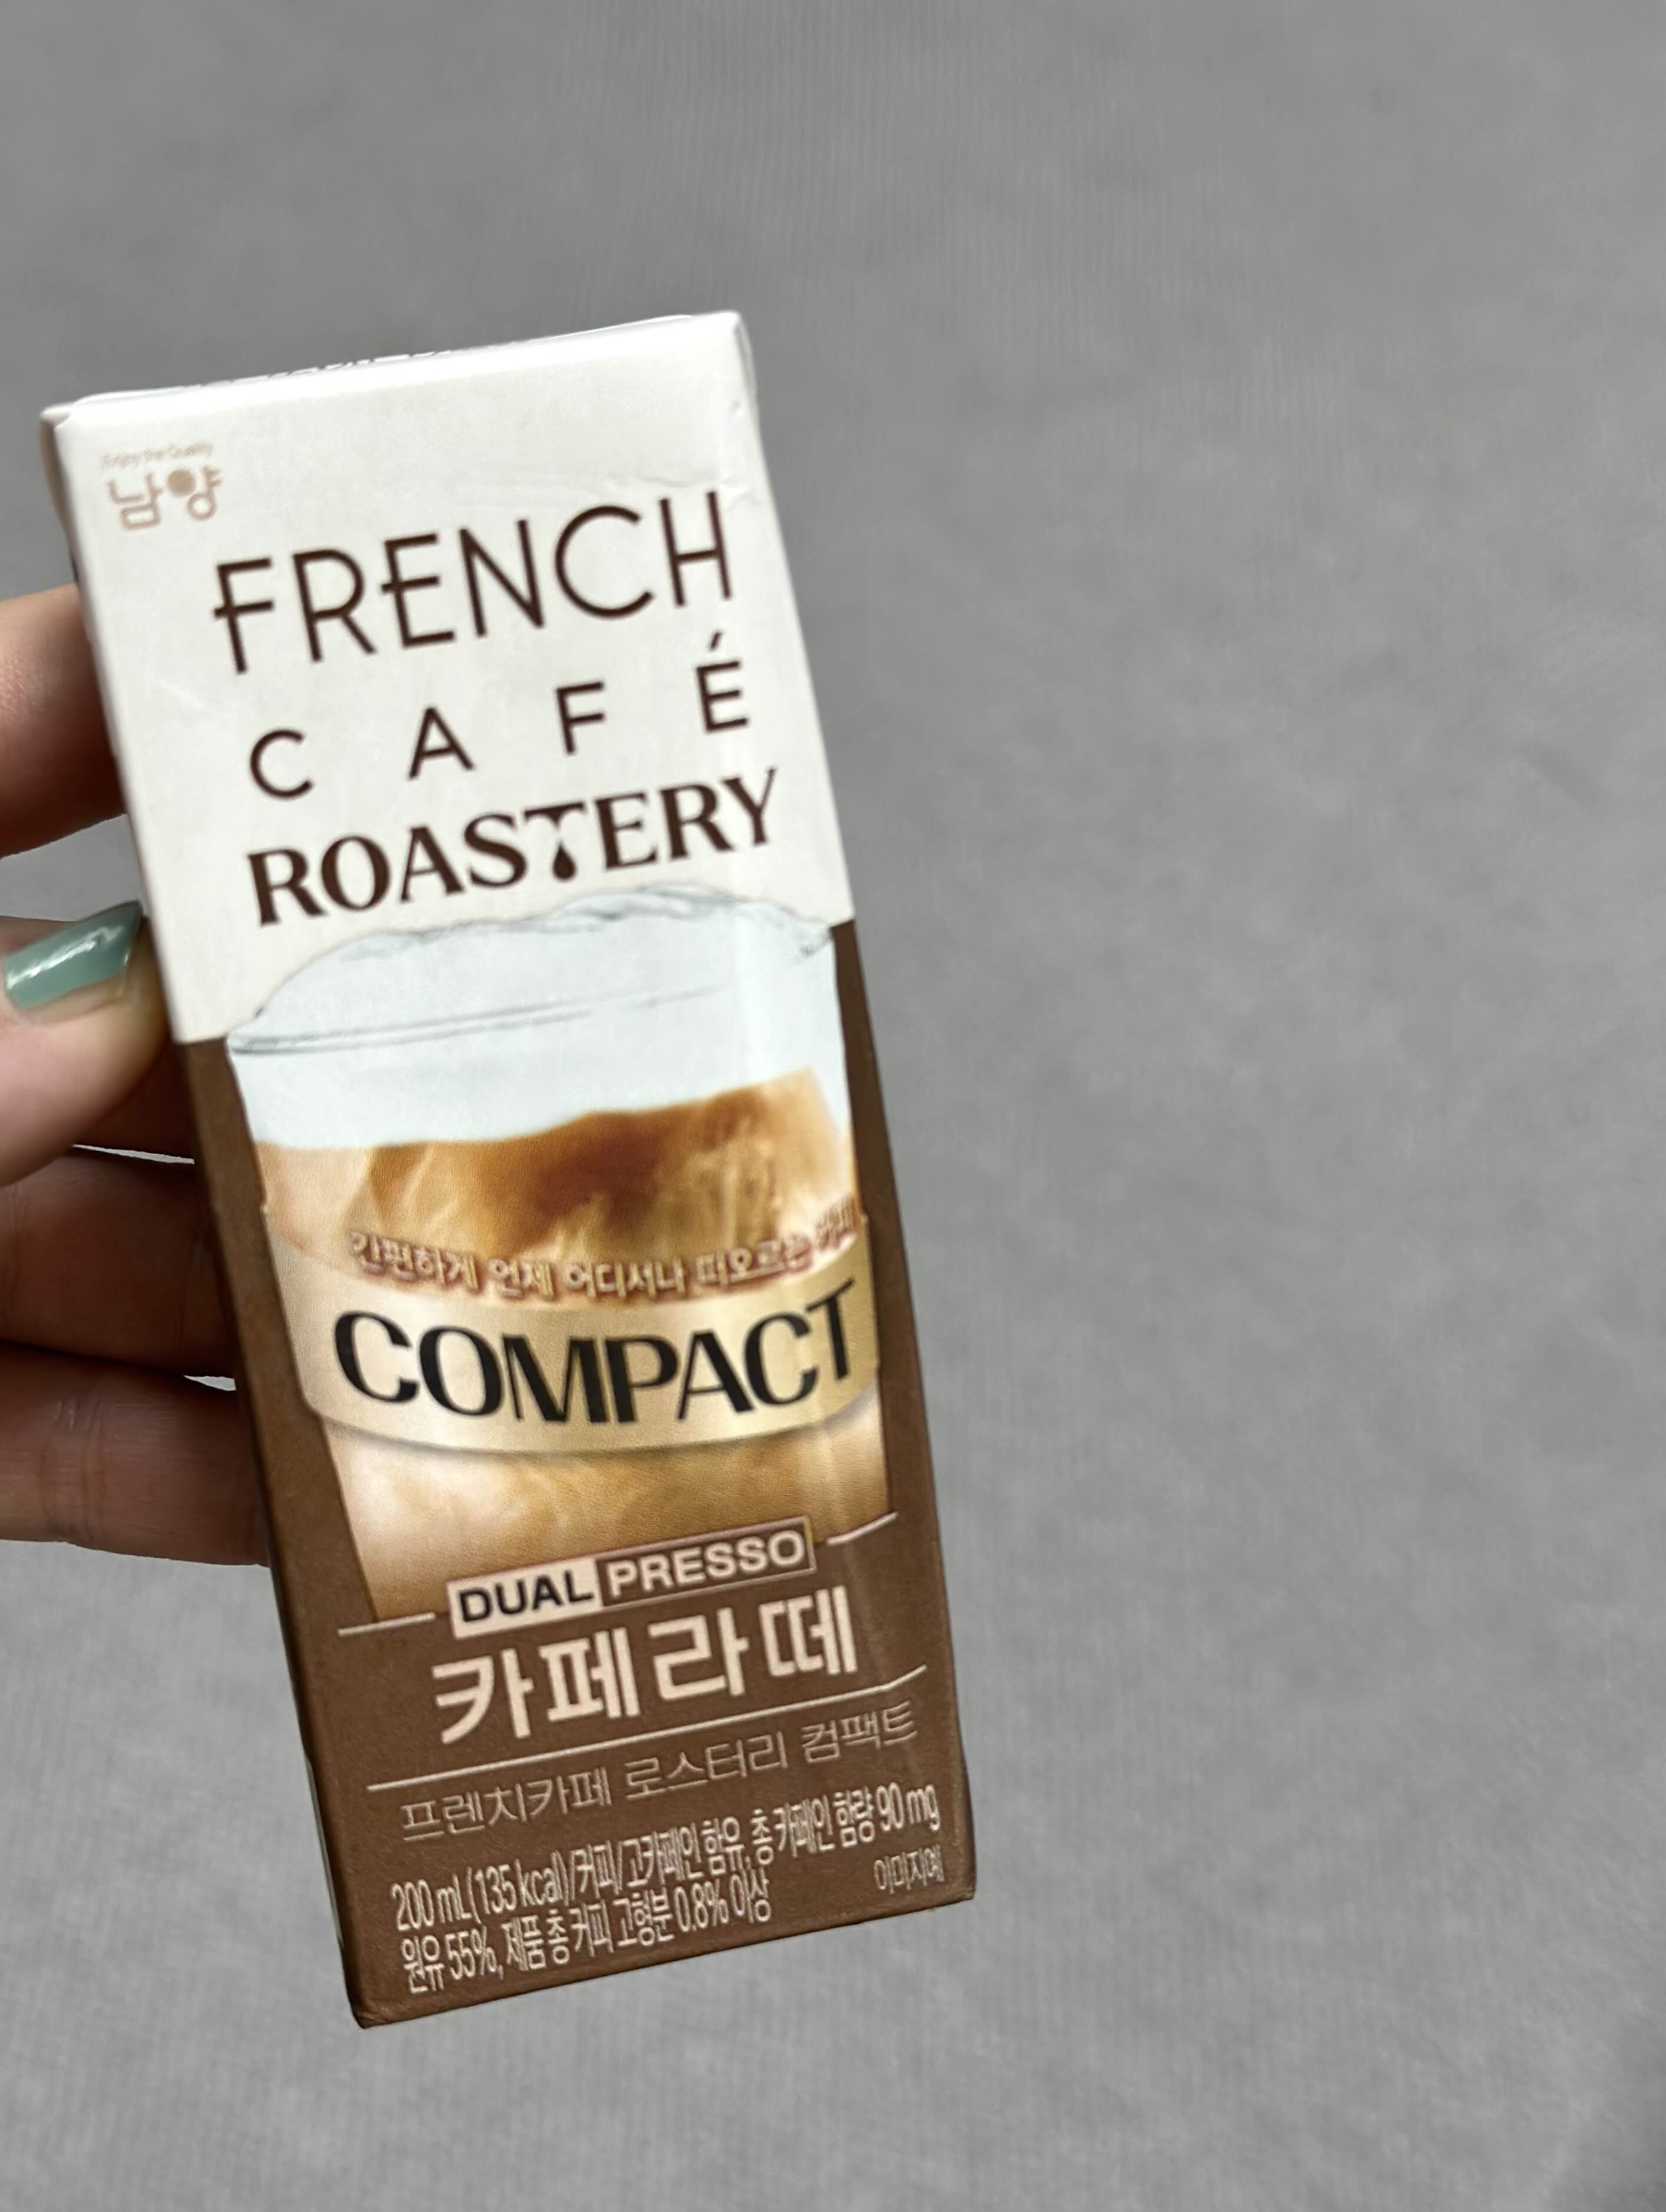 Enjoy the Quality
남양
FRENCH
CAFÉ
ROASTERY
간편하게 언제 어디서나 떠오르는 커피
COMPACT
DUAL PRESSO
카페라떼
프렌치카페 로스터리 컴팩트
200 mL (135 kcal)/커피/고카페인 함유, 총 카페인 함량 90 mg
원유 55%, 제품 총 커피 고형분 0.8% 이상
이미지예